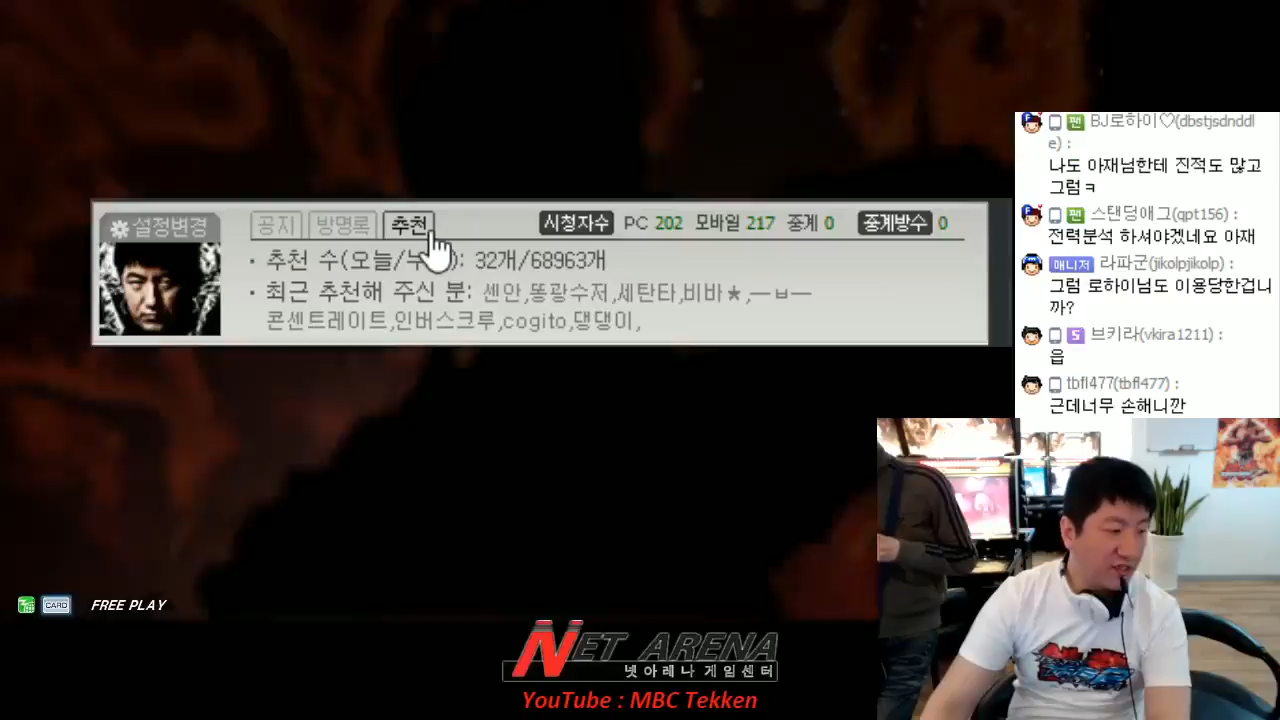 설정변경
공지 방명록 추천
시청자수 PC 202 모바일 217 중계 0 중계방수 0
· 추천 수(오늘/누 ): 32개/68963개
· 최근 추천해 주신 분: 센안,똥광수저,세탄타,비바★,ㅡㅂㅡ
콘센트레이트,인버스크루,cogito,댕댕이,
팬 BJ로하이♡(dbstjsdnddl
e) :
나도 아재님한테 진적도 많고
그럼ㅋ
팬 스탠덩애그(qpt156) :
전력분석 하셔야겠네요 아재
매니저 라파군(jikolpjikolp) :
그럼 로하이님도 이용당한겁니
까?
S 브키라(vkira1211) :
읍
tbfl477(tbfl477) :
근데너무 손해니깐
CARD FREE PLAY
NET ARENA
넷아레나 게임센터
YouTube : MBC Tekken